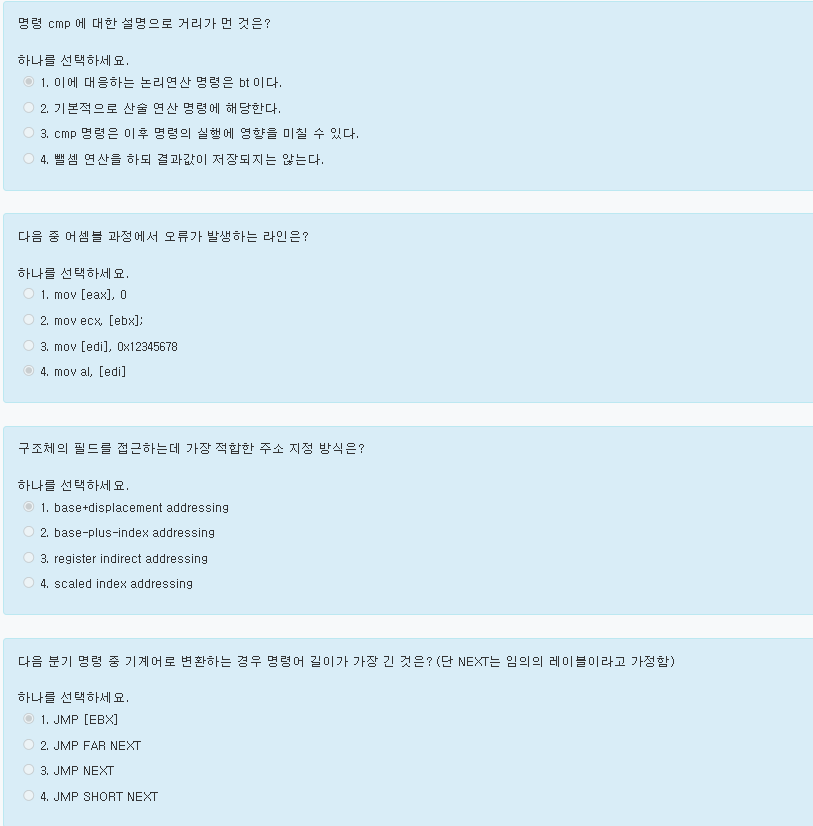 명령 cmp 에 대한 설명으로 거리가 먼 것은?
하나를 선택하세요.
1. 이에 대응하는 논리연산 명령은 bt 이다.
2. 기본적으로 산술 연산 명령에 해당한다.
3. cmp 명령은 이후 명령의 실행에 영향을 미칠 수 있다.
4. 뺄셈 연산을 하되 결과값이 저장되지는 않는다.
다음 중 어셈블 과정에서 오류가 발생하는 라인은?
하나를 선택하세요.
1. mov [eax], 0
2. mov ecx, [ebx];
3. mov [edi], 0x12345678
4. mov al, [edi]
구조체의 필드를 접근하는데 가장 적합한 주소 지정 방식은?
하나를 선택하세요.
1. base+displacement addressing
2. base-plus-index addressing
3. register indirect addressing
4. scaled index addressing
다음 분기 명령 중 기계어로 변환하는 경우 명령어 길이가 가장 긴 것은? (단 NEXT는 임의의 레이블이라고 가정함)
하나를 선택하세요.
1. JMP [EBX]
2. JMP FAR NEXT
3. JMP NEXT
4. JMP SHORT NEXT